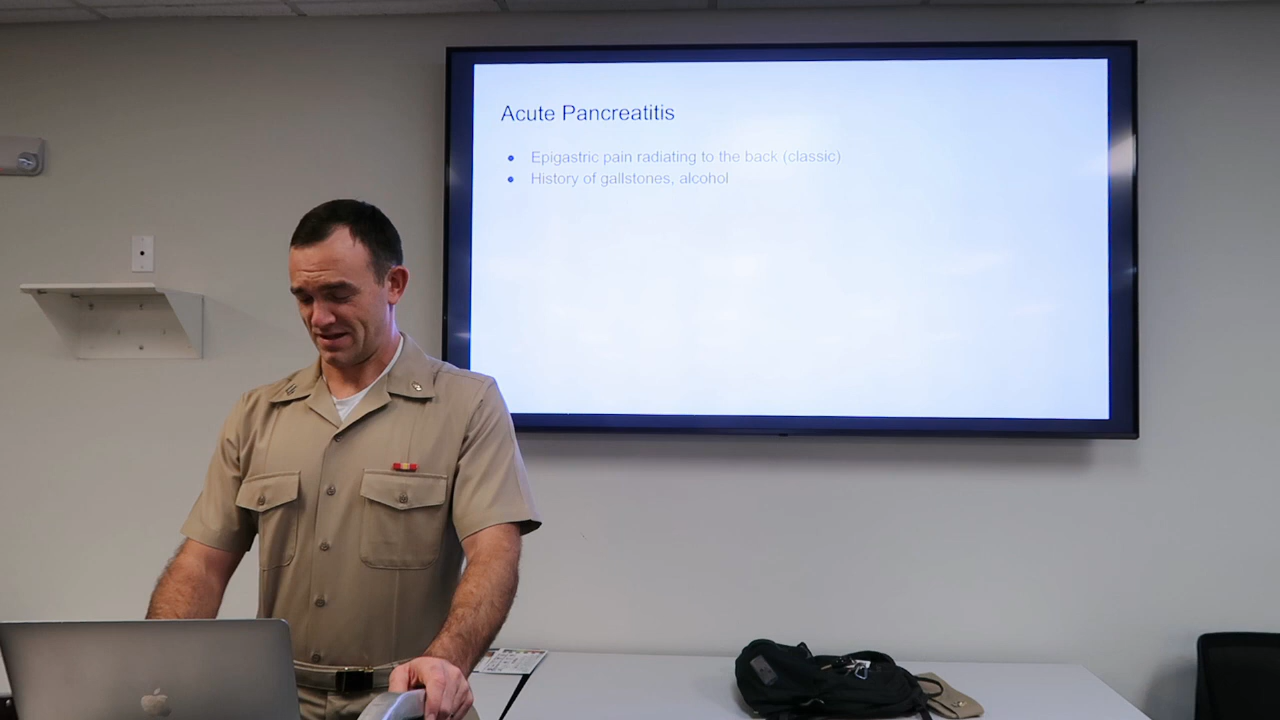 Acute Pancreatitis
Epigastric pain radiating to the back (classic)
History of gallstones, alcohol